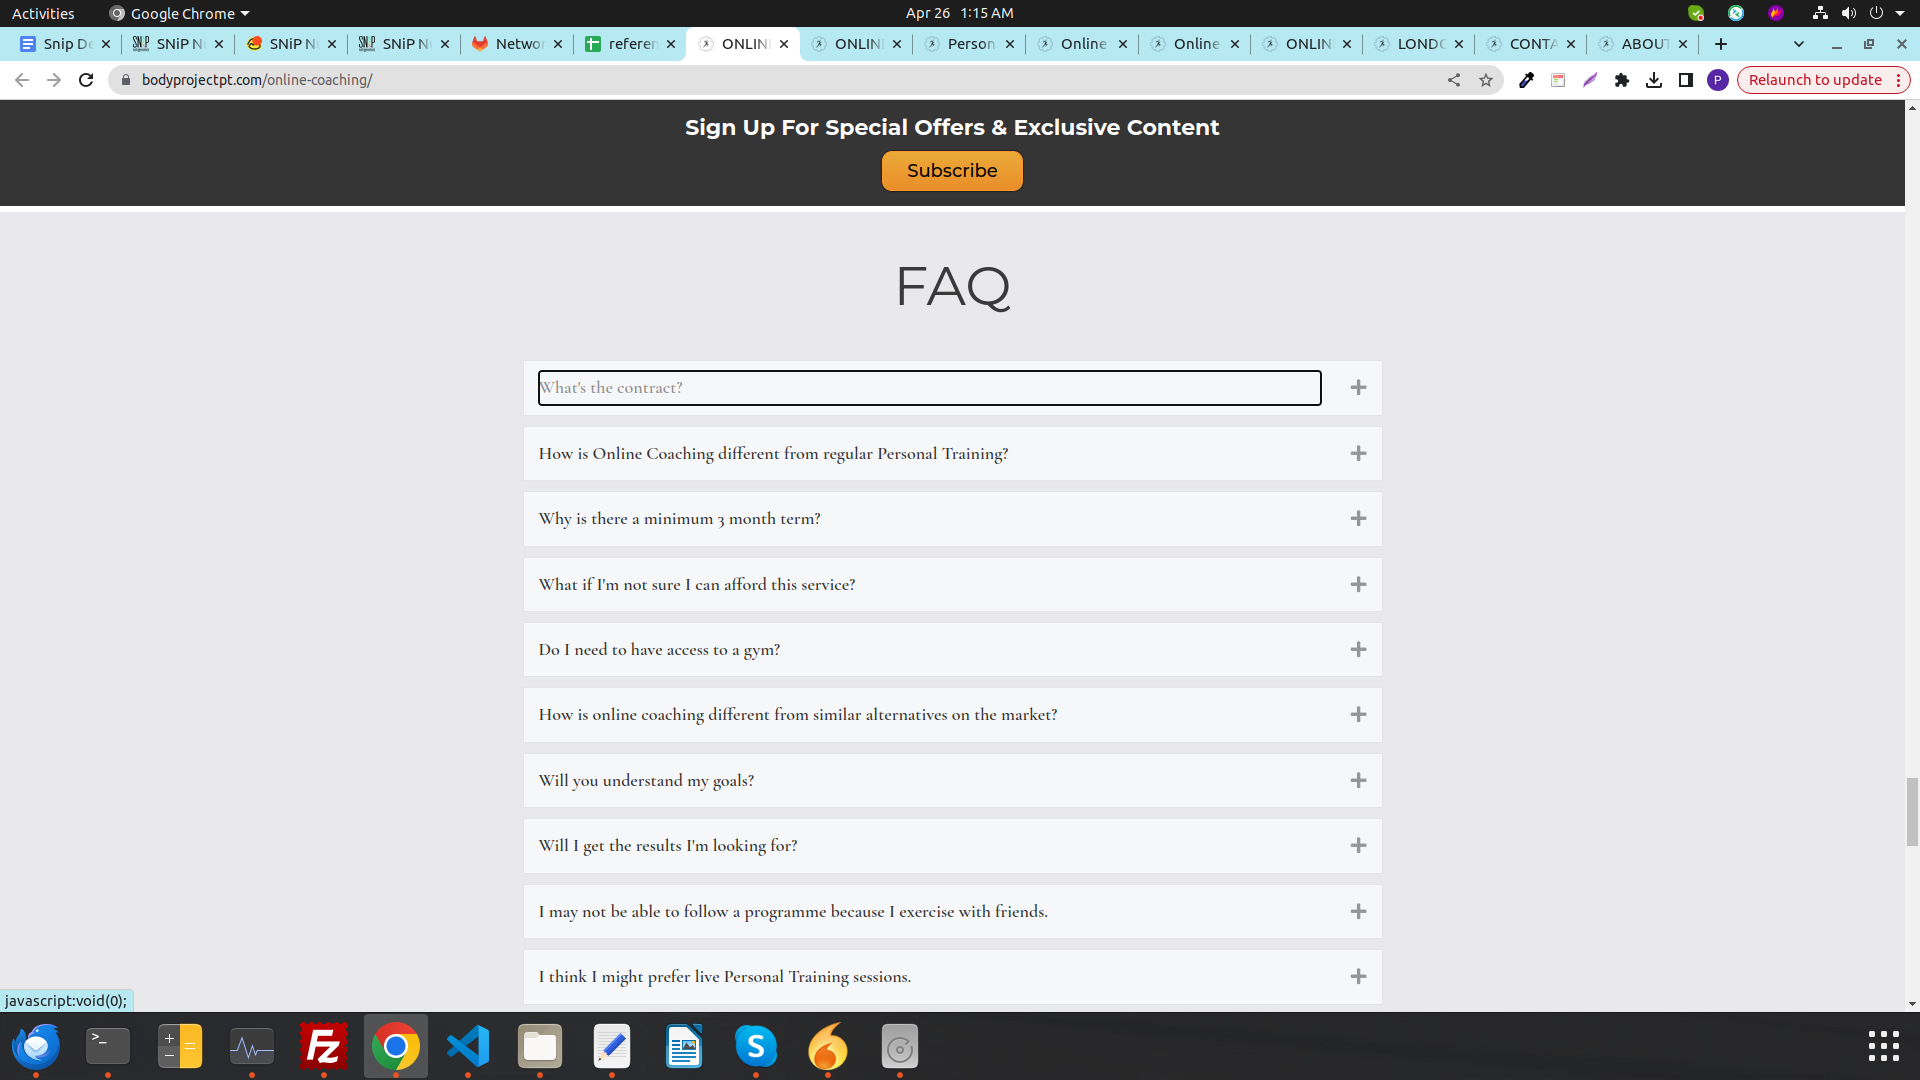 Activities
Google Chrome
Apr 26 1:15 AM
Snip De
SNiP Nu
SNiP Nu
SNiP Nu
Networ
referen
ONLIN
ONLIN
Person
Online
Online
ONLIN
LONDO
CONTA
ABOUT
bodyprojectpt.com/online-coaching/
P
Relaunch to update
Sign Up For Special Offers & Exclusive Content
Subscribe
FAQ
What's the contract?
How is Online Coaching different from regular Personal Training?
Why is there a minimum 3 month term?
What if I'm not sure I can afford this service?
Do I need to have access to a gym?
How is online coaching different from similar alternatives on the market?
Will you understand my goals?
Will I get the results I'm looking for?
I may not be able to follow a programme because I exercise with friends.
I think I might prefer live Personal Training sessions.
javascript:void(0);